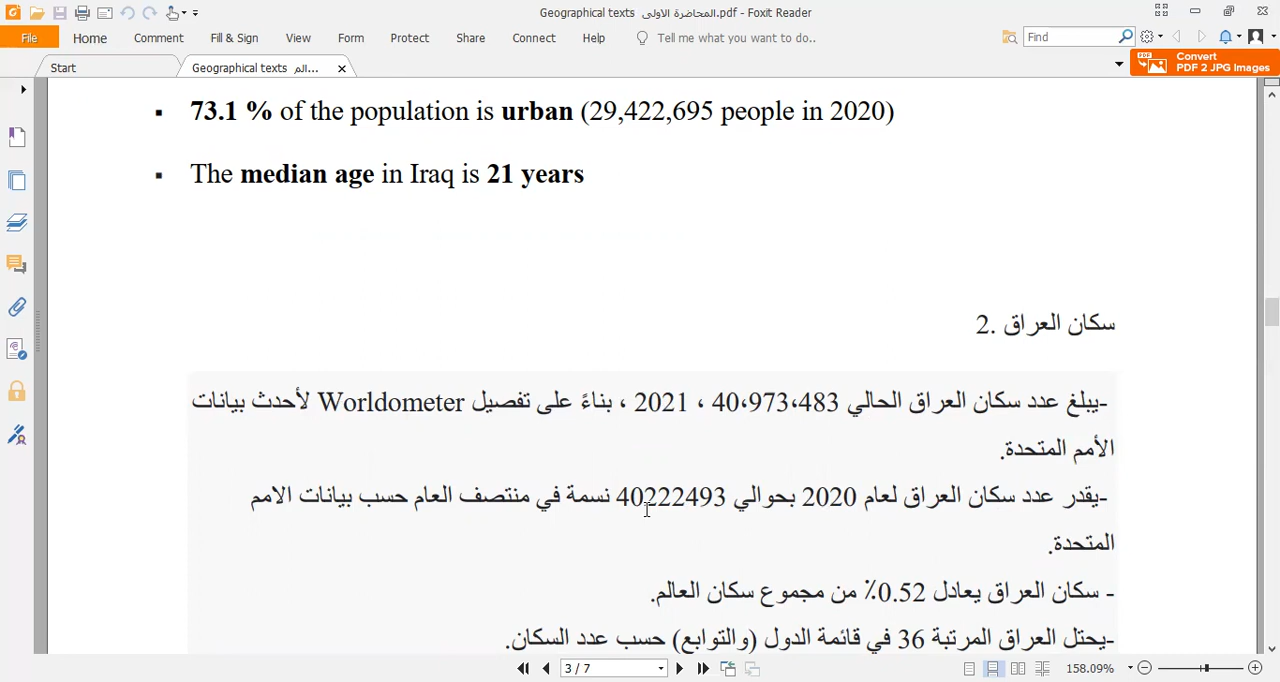 Geographical texts المحاضرة الاولى.pdf - Foxit Reader
File Home Comment Fill & Sign View Form Protect Share Connect Help Tell me what you want to do.. Find
Start Geographical texts الم... Convert
PDF 2 JPG Images
▪ 73.1 % of the population is urban (29,422,695 people in 2020)
▪ The median age in Iraq is 21 years
2. سكان العراق
-يبلغ عدد سكان العراق الحالي 40،973،483 ، 2021 ، بناءً على تفصيل Worldometer لأحدث بيانات
الأمم المتحدة.
-يقدر عدد سكان العراق لعام 2020 بحوالي 40222493 نسمة في منتصف العام حسب بيانات الامم
المتحدة.
- سكان العراق يعادل 0.52٪ من مجموع سكان العالم.
-يحتل العراق المرتبة 36 في قائمة الدول (والتوابع) حسب عدد السكان.
3 / 7 158.09%